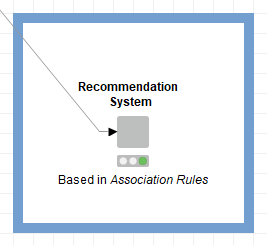 Recommendation
System
Based in Association Rules